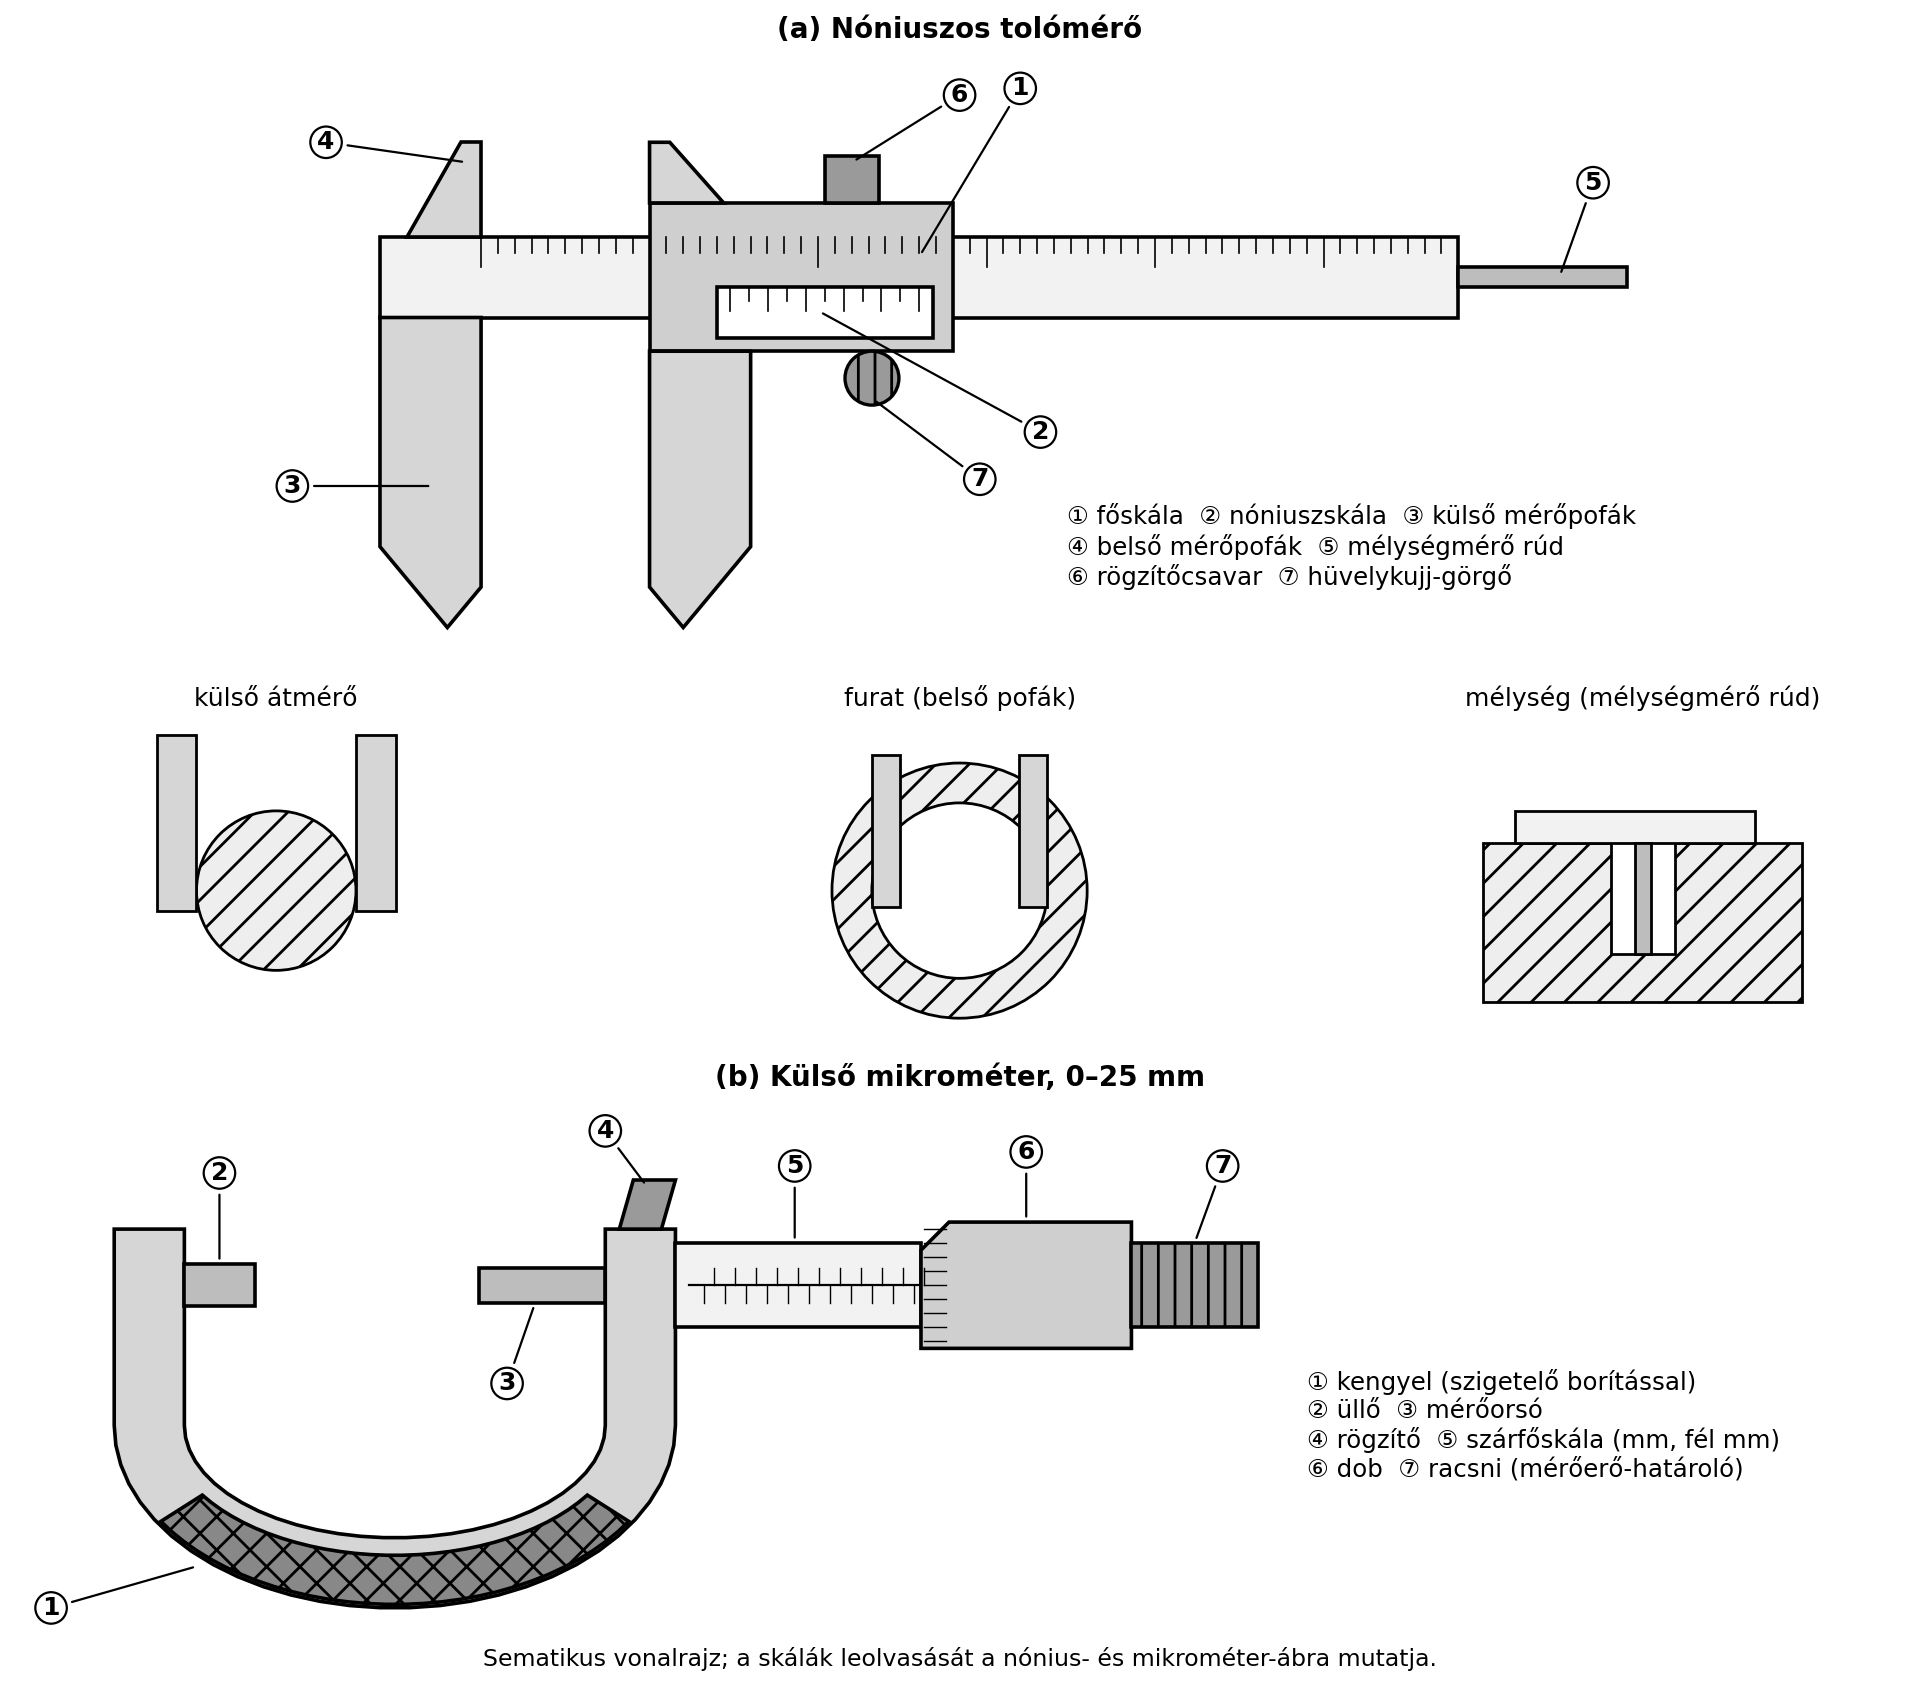 (a) Nóniuszos tolómérő
6 1
4
5
2
3
7
① főskála ② nóniuszskála ③ külső mérőpofák
④ belső mérőpofák ⑤ mélységmérő rúd
⑥ rögzítőcsavar ⑦ hüvelykujj-görgő
külső átmérő
furat (belső pofák)
mélység (mélységmérő rúd)
(b) Külső mikrométer, 0–25 mm
4
2
5
6
7
3
① kengyel (szigetelő borítással)
② üllő ③ mérőorsó
④ rögzítő ⑤ szárfőskála (mm, fél mm)
⑥ dob ⑦ racsni (mérőerő-határoló)
1
Sematikus vonalrajz; a skálák leolvasását a nónius- és mikrométer-ábra mutatja.